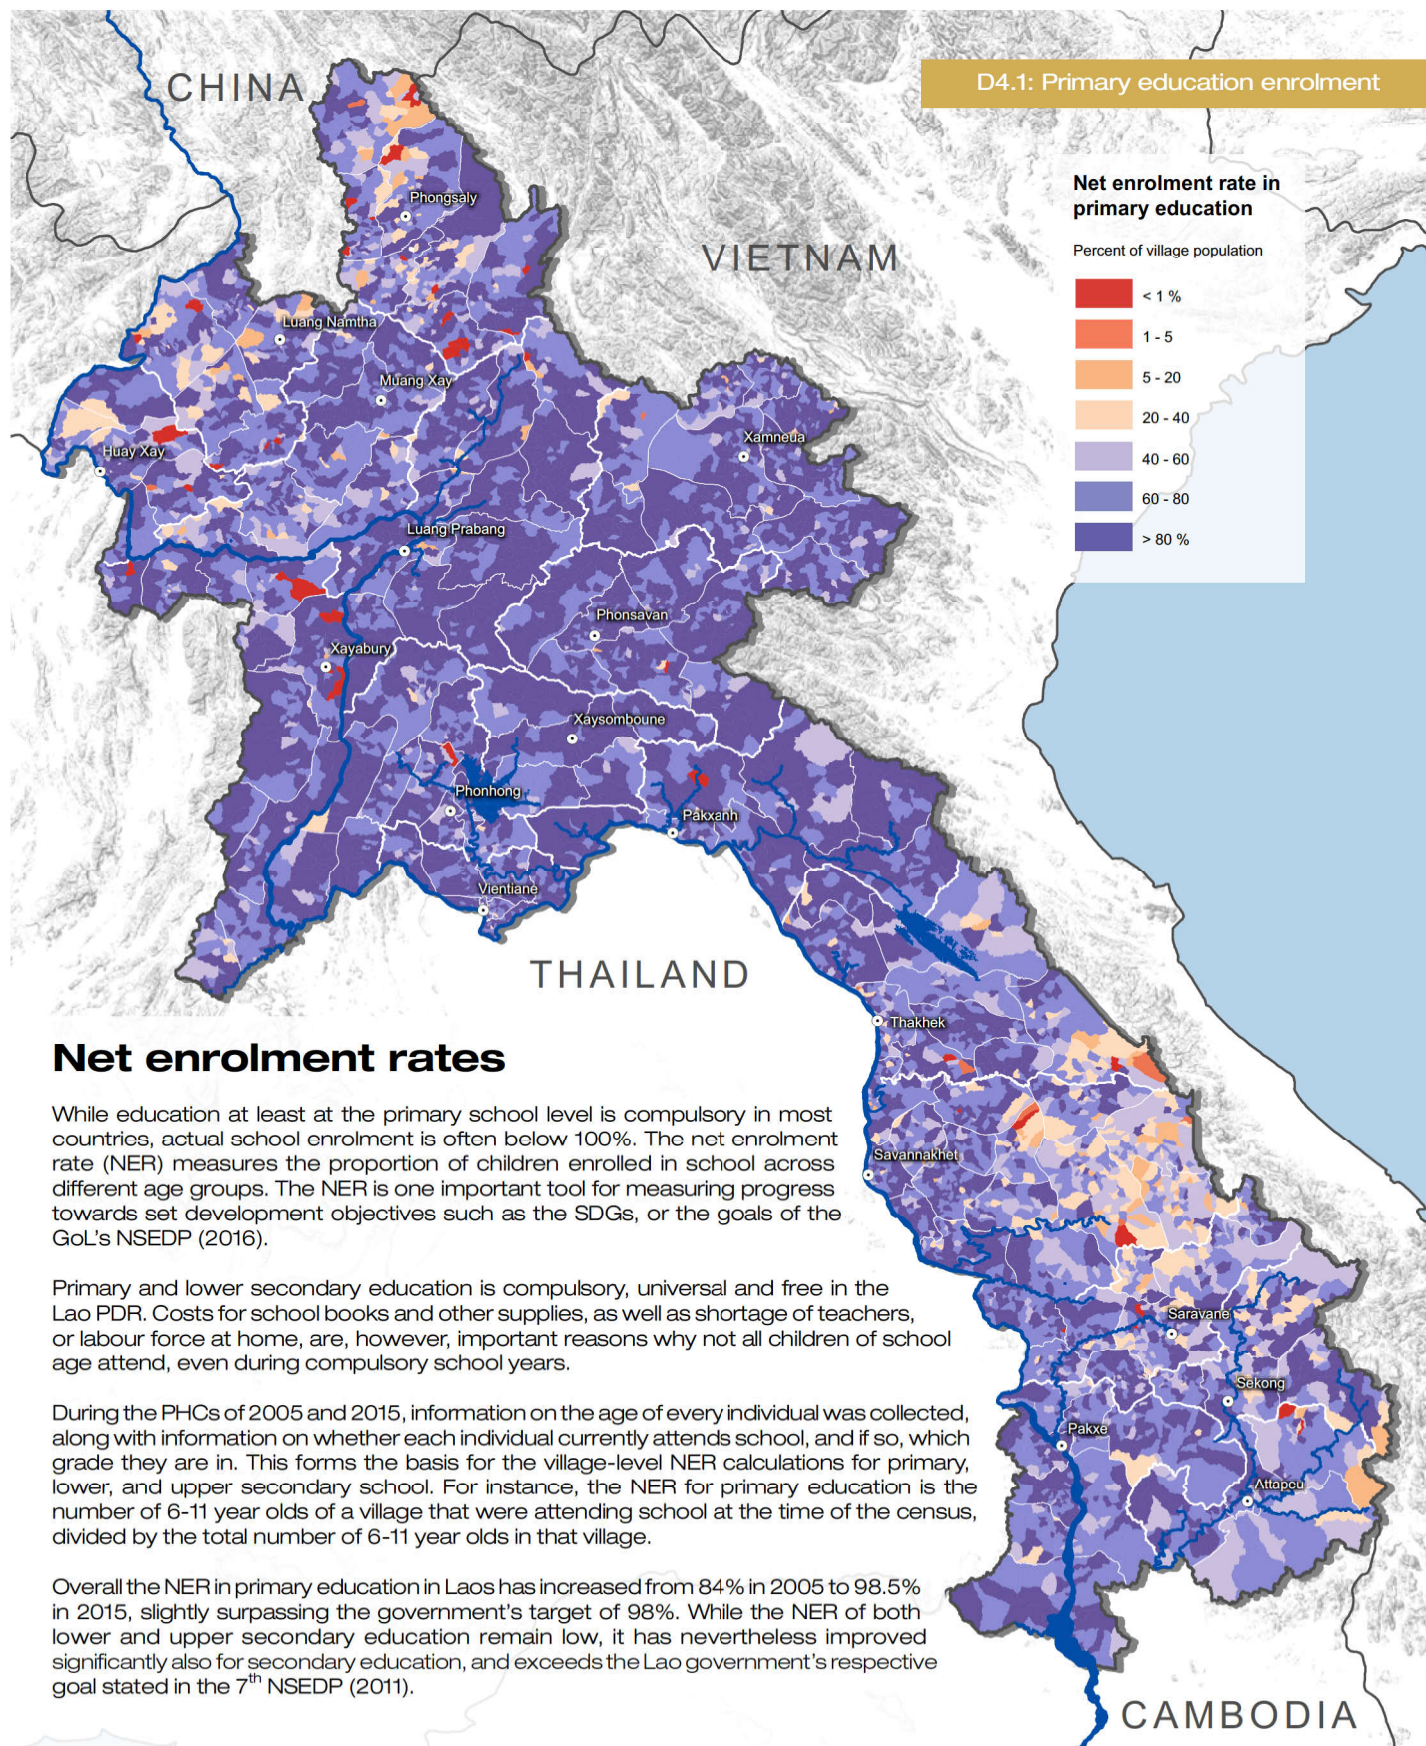 CHINA
D4.1: Primary education enrolment
Net enrolment rate in
primary education
Percent of village population
< 1 %
1 - 5
5 - 20
20 - 40
40 - 60
60 - 80
> 80 %
VIETNAM
Phongsaly
Luang Namtha
Muang Xay
Xamneua
Huay Xay
Luang Prabang
Phonsavan
Xayabury
Xaysomboune
Phonhong
Pakxanh
Vientiane
THAILAND
Thakhek
Savannakhet
Saravane
Sekong
Pakxe
Attapeu
CAMBODIA
Net enrolment rates
While education at least at the primary school level is compulsory in most
countries, actual school enrolment is often below 100%. The net enrolment
rate (NER) measures the proportion of children enrolled in school across
different age groups. The NER is one important tool for measuring progress
towards set development objectives such as the SDGs, or the goals of the
GoL's NSEDP (2016).
Primary and lower secondary education is compulsory, universal and free in the
Lao PDR. Costs for school books and other supplies, as well as shortage of teachers,
or labour force at home, are, however, important reasons why not all children of school
age attend, even during compulsory school years.
During the PHCs of 2005 and 2015, information on the age of every individual was collected,
along with information on whether each individual currently attends school, and if so, which
grade they are in. This forms the basis for the village-level NER calculations for primary,
lower, and upper secondary school. For instance, the NER for primary education is the
number of 6-11 year olds of a village that were attending school at the time of the census,
divided by the total number of 6-11 year olds in that village.
Overall the NER in primary education in Laos has increased from 84% in 2005 to 98.5%
in 2015, slightly surpassing the government's target of 98%. While the NER of both
lower and upper secondary education remain low, it has nevertheless improved
significantly also for secondary education, and exceeds the Lao government's respective
goal stated in the 7th NSEDP (2011).